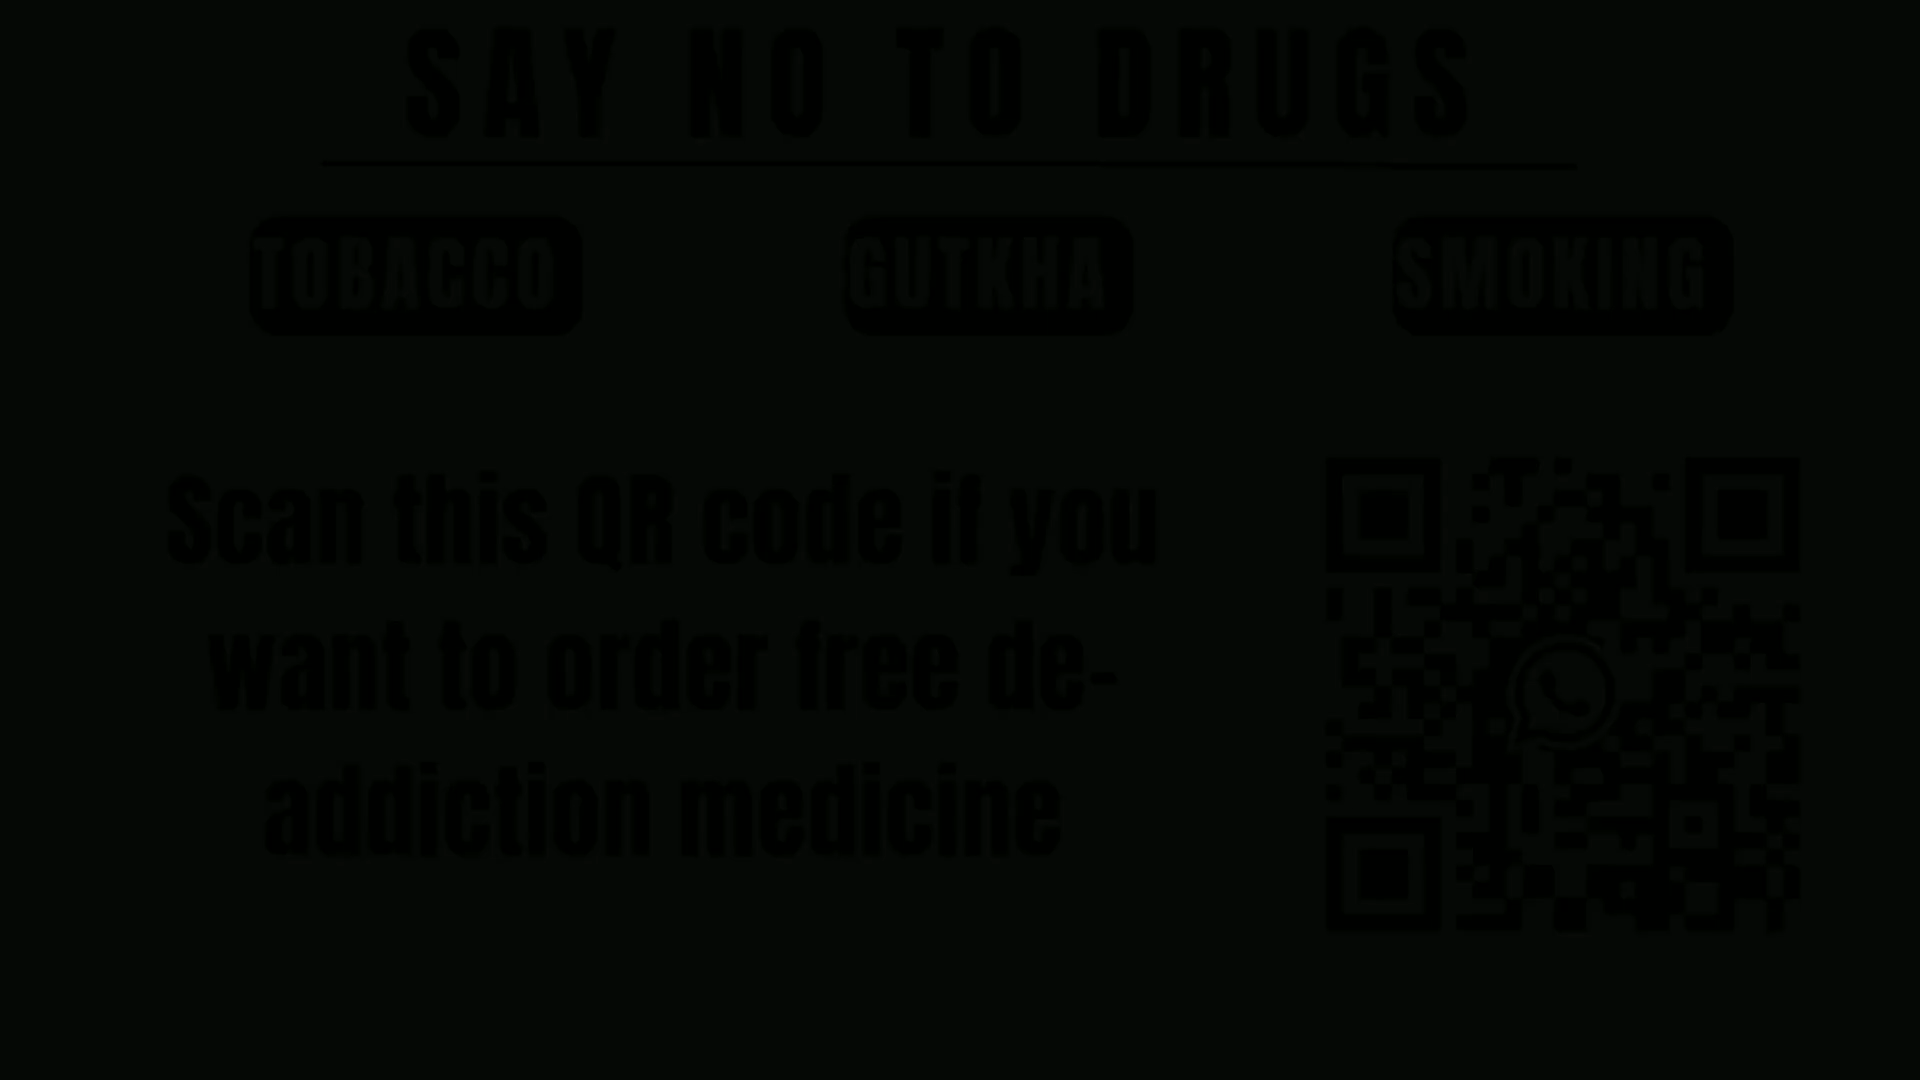 SAY NO TO DRUGS
TOBACCO
GUTKHA
SMOKING
Scan this QR code if you
want to order free de-
addiction medicine